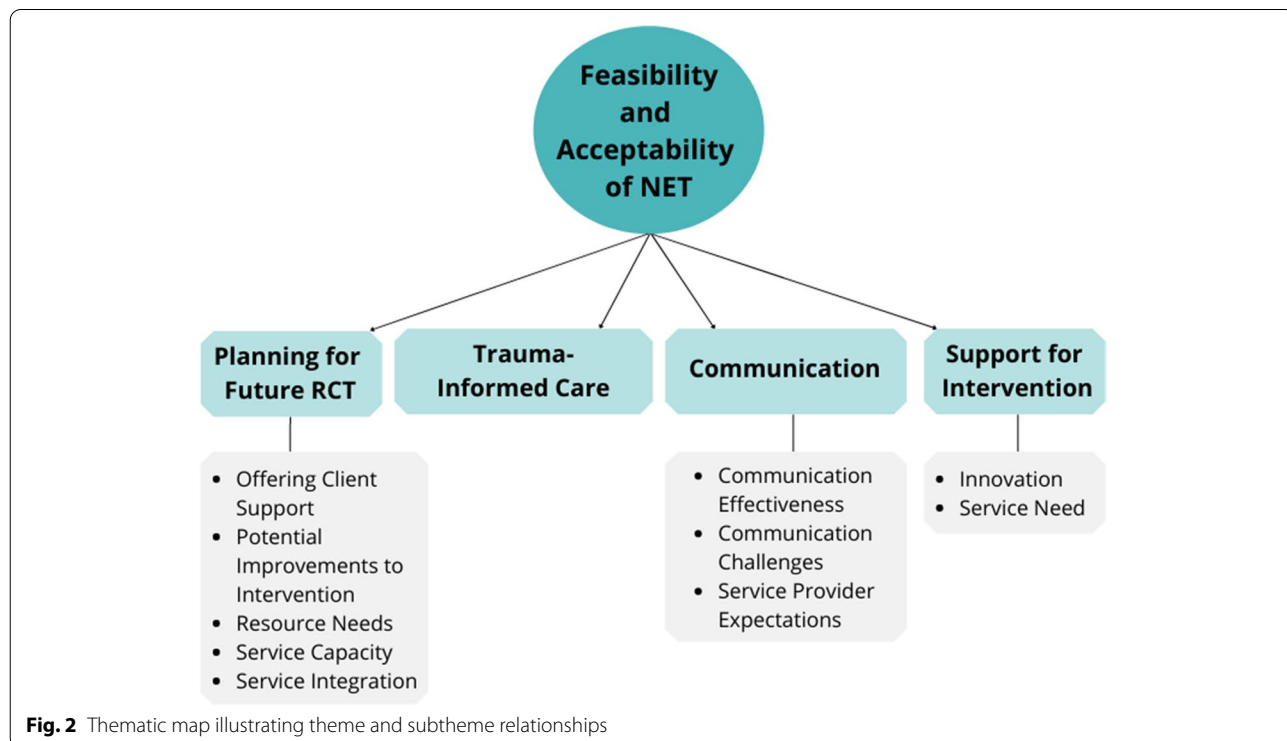 Feasibility
and
Acceptability
of NET
Planning for
Future RCT
Trauma-
Informed Care
Communication
Support for
Intervention
• Offering Client
Support
• Potential
Improvements to
Intervention
• Resource Needs
• Service Capacity
• Service Integration
• Communication
Effectiveness
• Communication
Challenges
• Service Provider
Expectations
• Innovation
• Service Need
Fig. 2 Thematic map illustrating theme and subtheme relationships